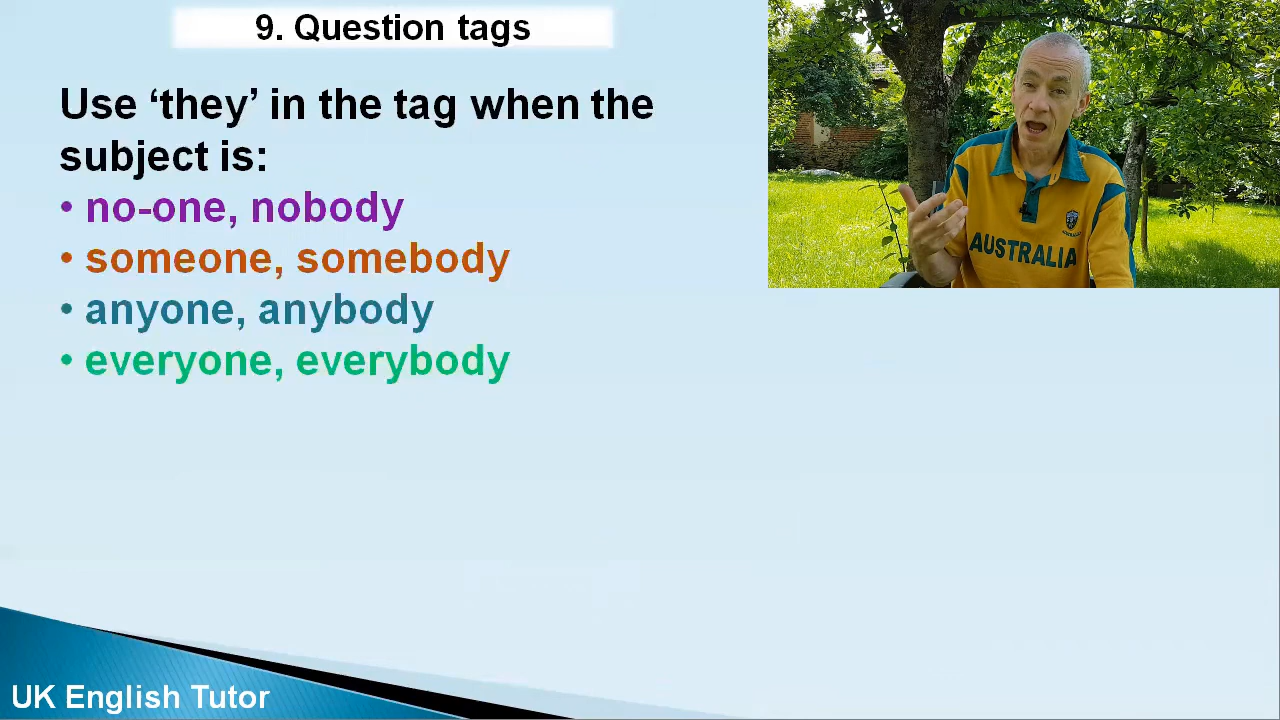 9. Question tags
Use ‘they’ in the tag when the
subject is:
• no-one, nobody
• someone, somebody
• anyone, anybody
• everyone, everybody
AUSTRALIA
UK English Tutor